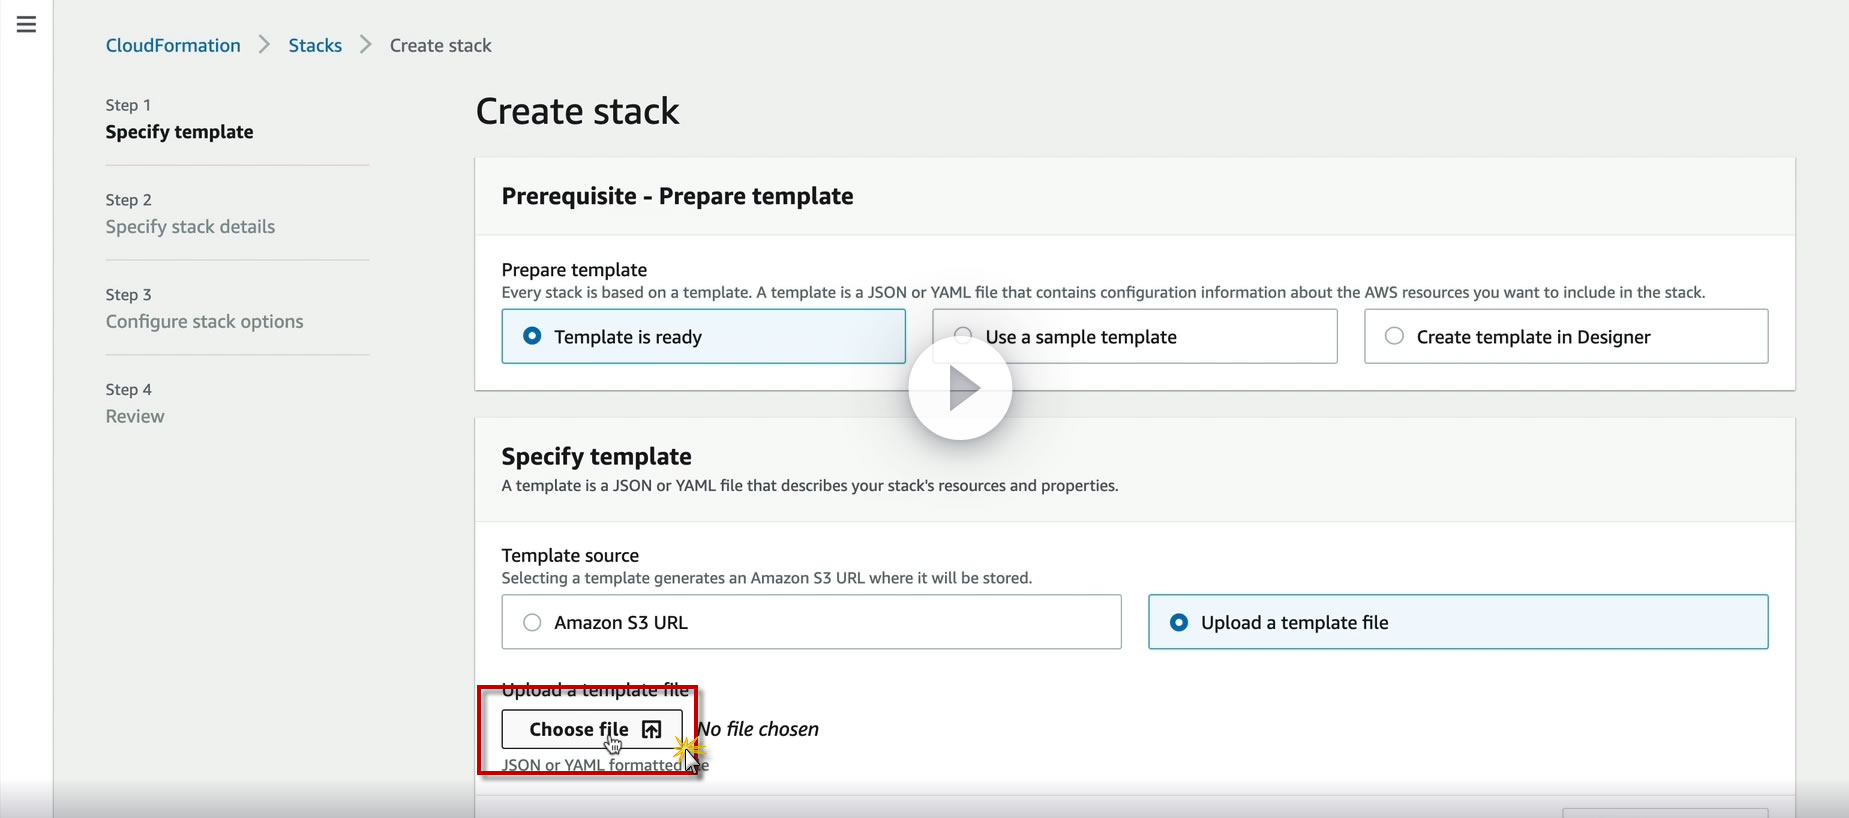 CloudFormation > Stacks > Create stack
Step 1
Specify template
Step 2
Specify stack details
Step 3
Configure stack options
Step 4
Review
Create stack
Prerequisite - Prepare template
Prepare template
Every stack is based on a template. A template is a JSON or YAML file that contains configuration information about the AWS resources you want to include in the stack.
Template is ready
Use a sample template
Create template in Designer
Specify template
A template is a JSON or YAML file that describes your stack's resources and properties.
Template source
Selecting a template generates an Amazon S3 URL where it will be stored.
Amazon S3 URL
Upload a template file
Upload a template file
Choose file
No file chosen
JSON or YAML formatted